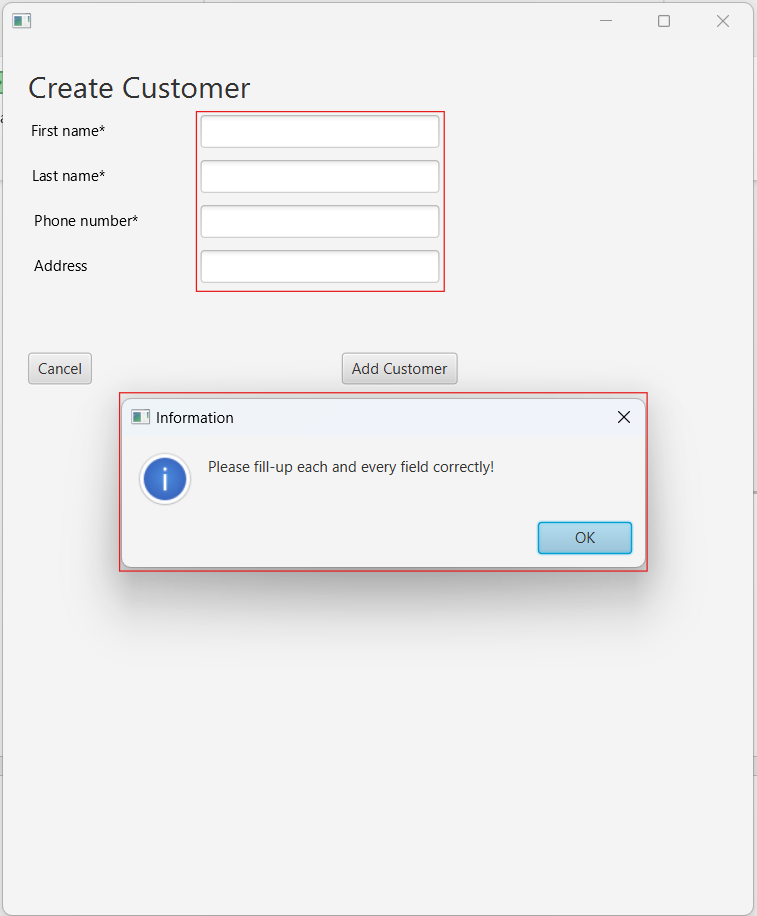 Create Customer
First name*
Last name*
Phone number*
Address
Cancel
Add Customer
Information
Please fill-up each and every field correctly!
OK